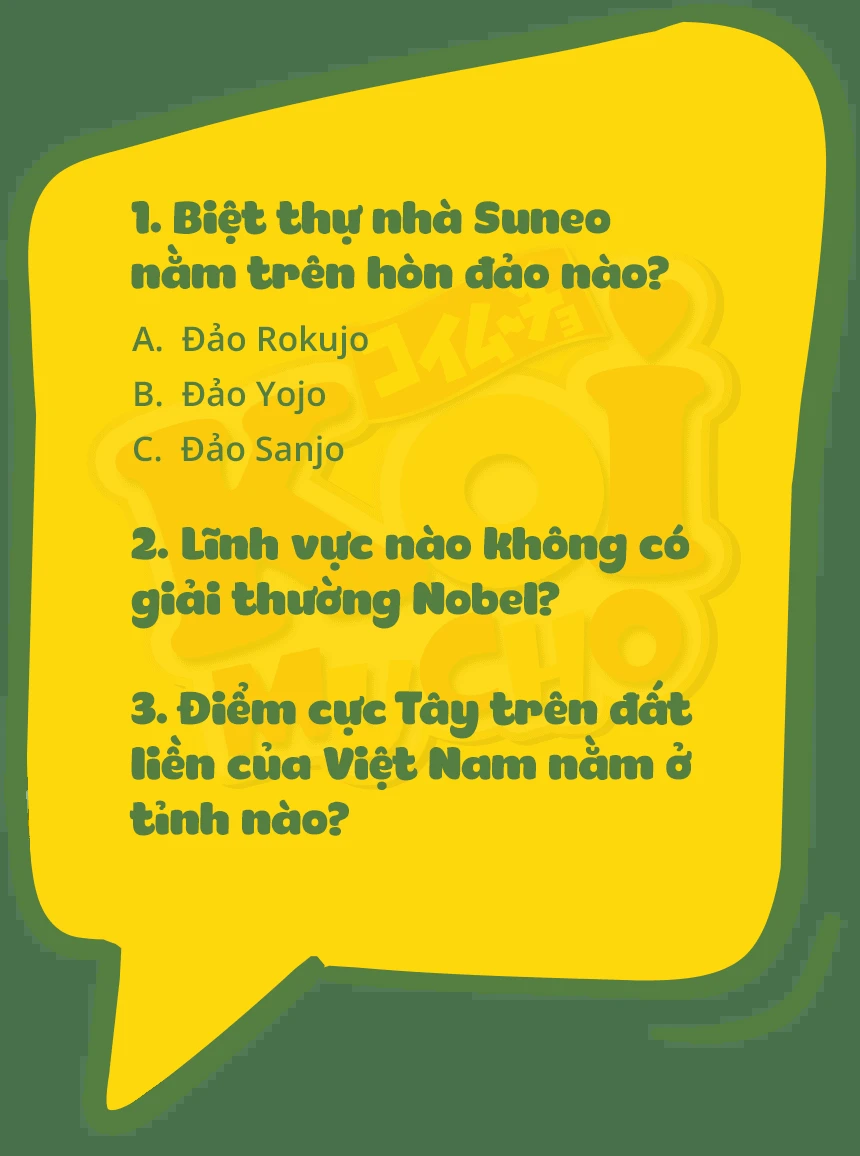 1. Biệt thự nhà Suneo
nằm trên hòn đảo nào?
A. Đảo Rokujo
B. Đảo Yojo
C. Đảo Sanjo
2. Lĩnh vực nào không có
giải thưởng Nobel?
3. Điểm cực Tây trên đất
liền của Việt Nam nằm ở
tỉnh nào?
コイムーチョ
KOi
MUCHO